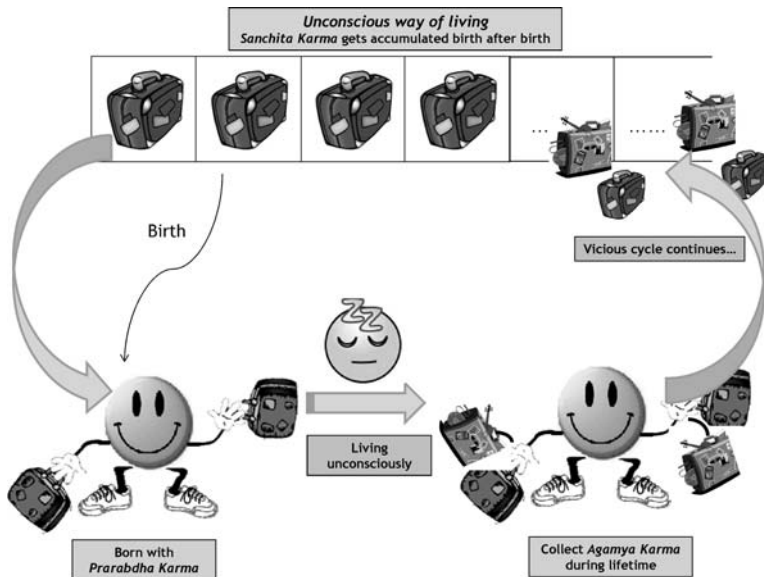 Unconscious way of living
Sanchita Karma gets accumulated birth after birth
.... ......
Birth
Vicious cycle continues…
ZZ
Living
unconsciously
Born with
Prarabdha Karma
Collect Agamya Karma
during lifetime